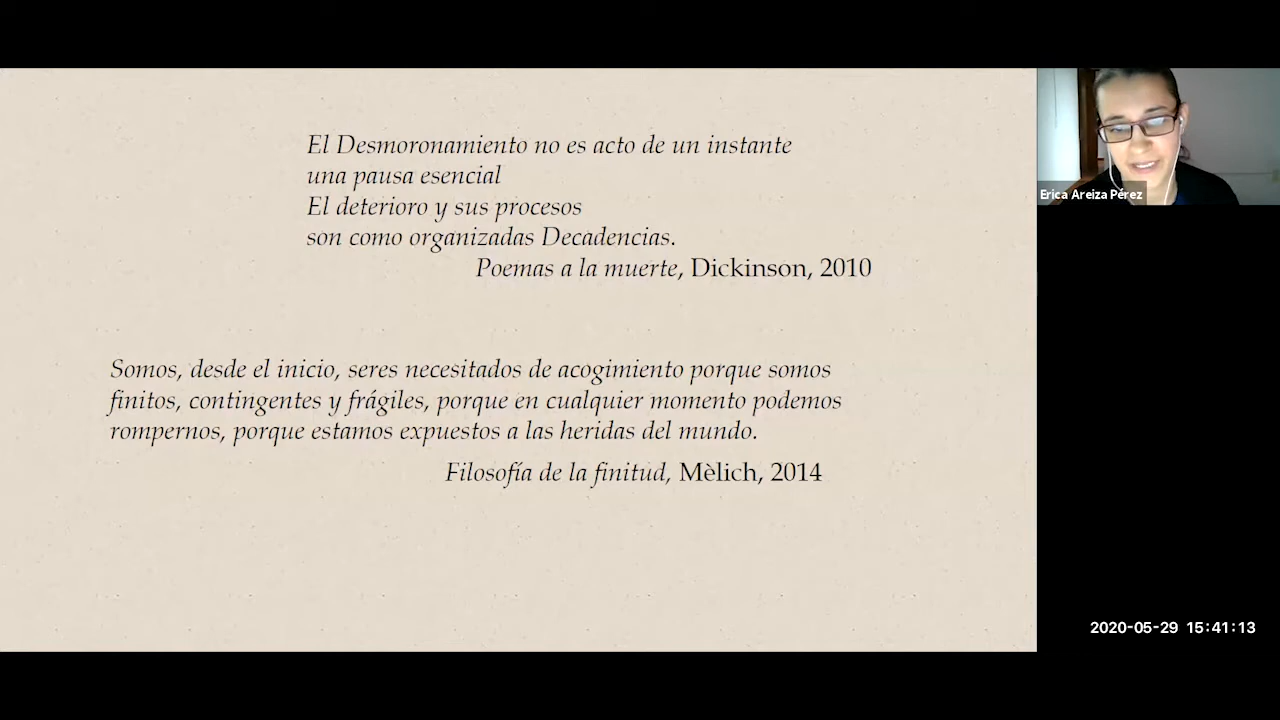 El Desmoronamiento no es acto de un instante
una pausa esencial
El deterioro y sus procesos
son como organizadas Decadencias.
Poemas a la muerte, Dickinson, 2010
Somos, desde el inicio, seres necesitados de acogimiento porque somos
finitos, contingentes y frágiles, porque en cualquier momento podemos
rompernos, porque estamos expuestos a las heridas del mundo.
Filosofía de la finitud, Mèlich, 2014
Erica Areiza Pérez
2020-05-29 15:41:13